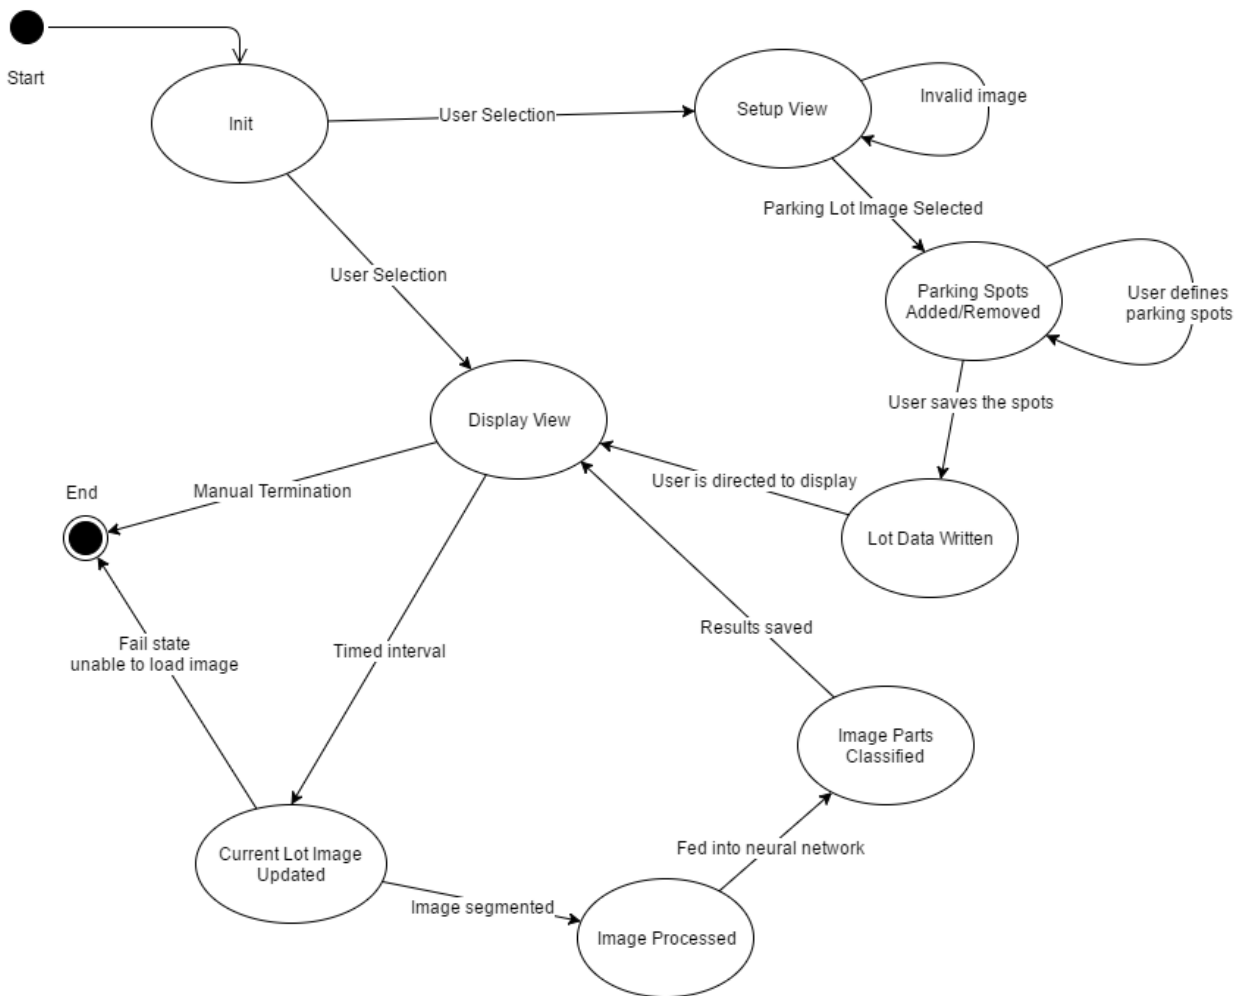 Start
Init
User Selection
Setup View
Invalid image
Parking Lot Image Selected
User Selection
Parking Spots
Added/Removed
User defines
parking spots
User saves the spots
Display View
User is directed to display
Manual Termination
End
Lot Data Written
Results saved
Fail state
unable to load image
Timed interval
Image Parts
Classified
Fed into neural network
Current Lot Image
Updated
Image segmented
Image Processed